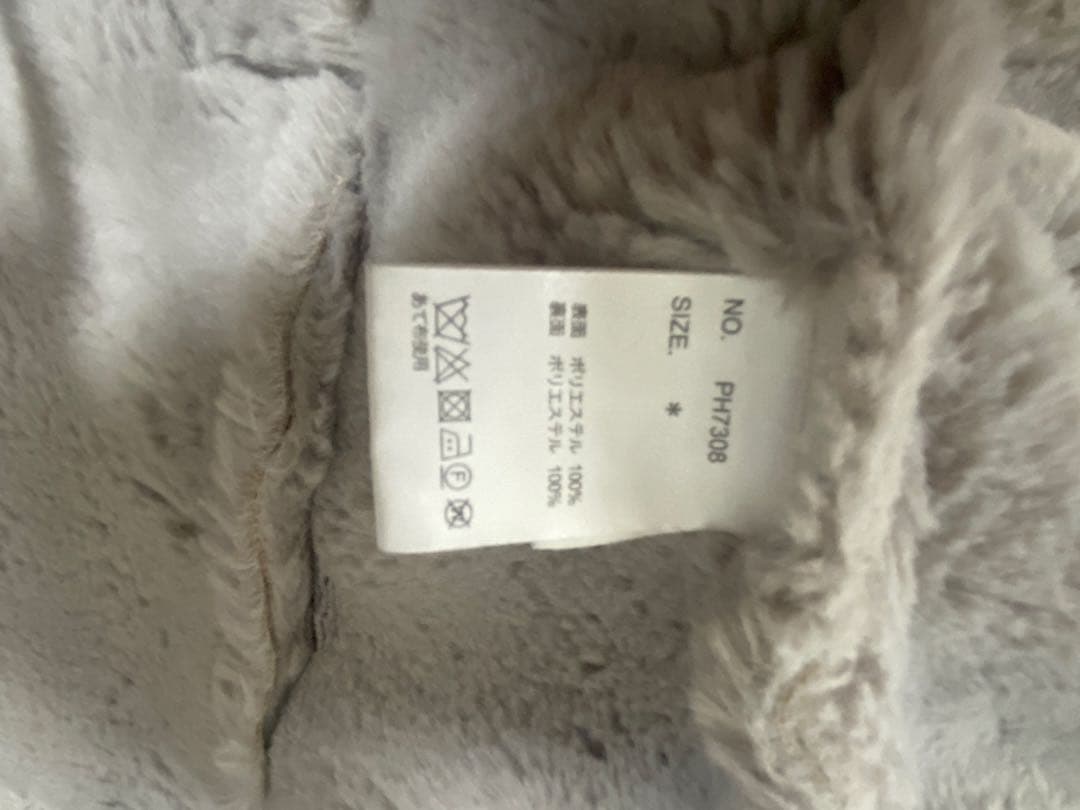 NO. PH7308
SIZE. *
表面 ポリエステル 100%
裏面 ポリエステル 100%
F W
あて布使用